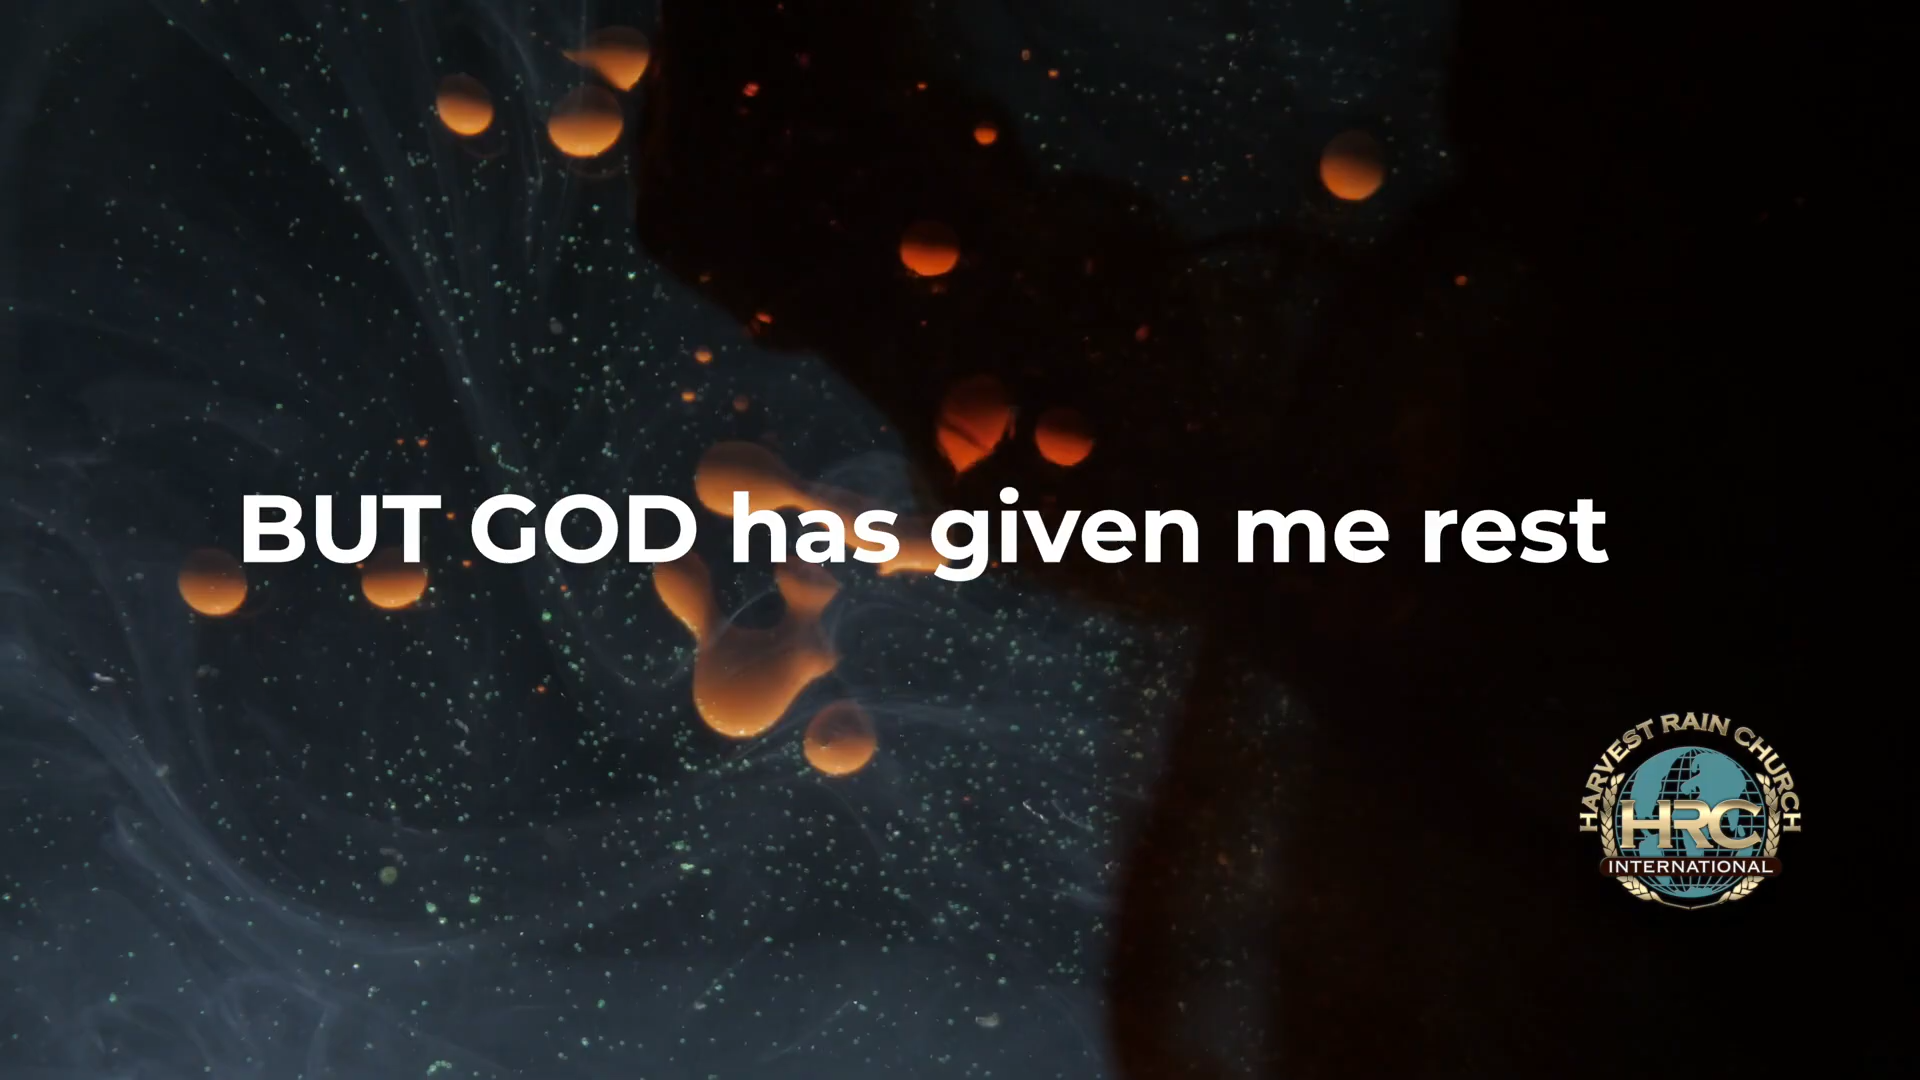 BUT GOD has given me rest
HARVEST RAIN CHURCH
HRC
INTERNATIONAL